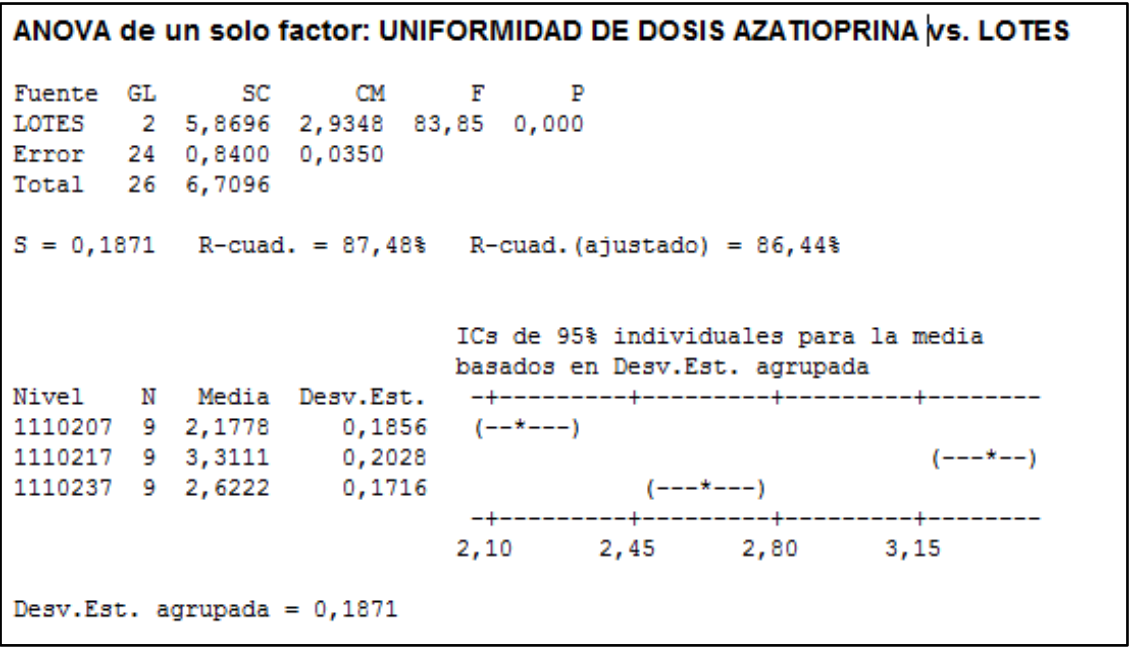 ANOVA de un solo factor: UNIFORMIDAD DE DOSIS AZATIOPRINA vs. LOTES
Fuente  GL      SC      CM      F      P
LOTES    2  5,8696  2,9348  83,85  0,000
Error   24  0,8400  0,0350
Total   26  6,7096
S = 0,1871   R-cuad. = 87,48%   R-cuad.(ajustado) = 86,44%
ICs de 95% individuales para la media
basados en Desv.Est. agrupada
Nivel    N   Media  Desv.Est.   -+---------+---------+---------+--------
1110207  9  2,1778     0,1856   (--*---)
1110217  9  3,3111     0,2028                                   (---*--)
1110237  9  2,6222     0,1716               (---*---)
-+---------+---------+---------+--------
2,10      2,45      2,80      3,15
Desv.Est. agrupada = 0,1871